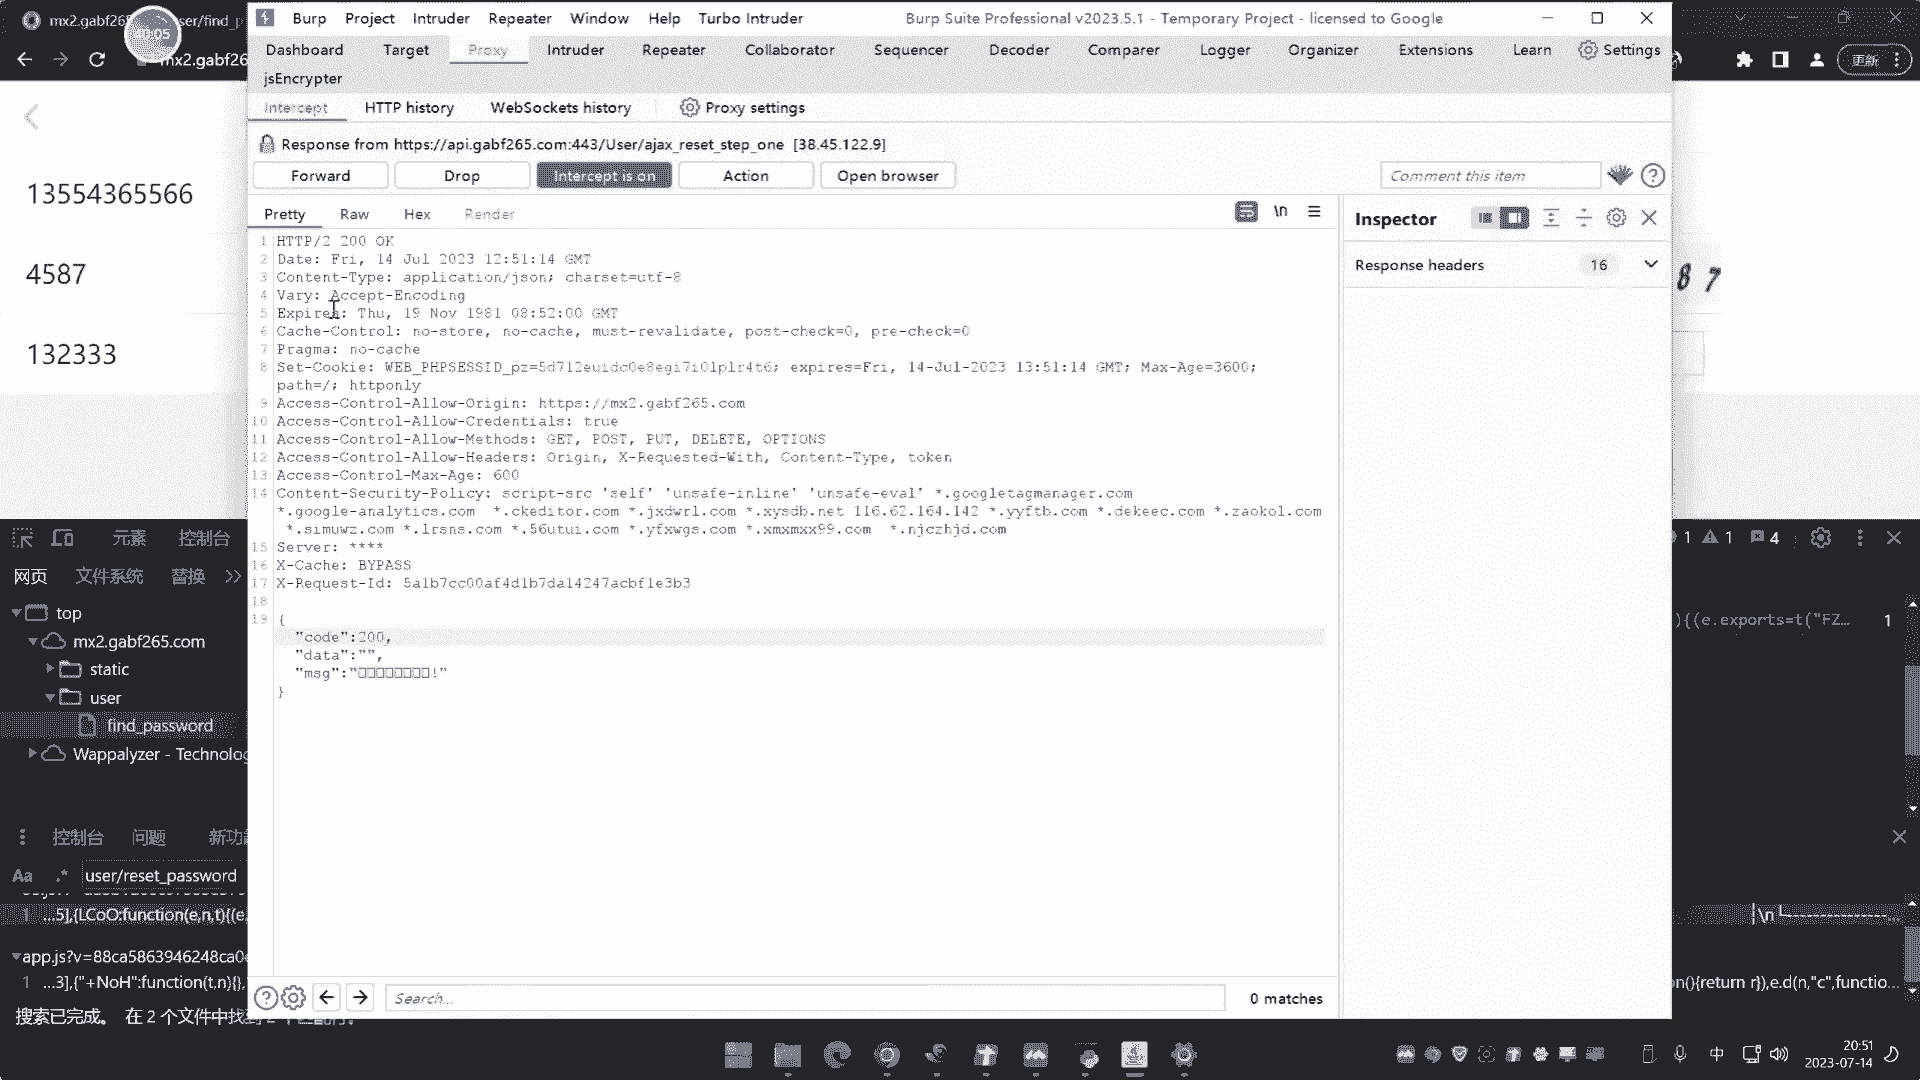 mx2.gabf265
ser/find_p
40:05
mx2.gabf26
更新
Burp Project Intruder Repeater Window Help Turbo Intruder
Burp Suite Professional v2023.5.1 - Temporary Project - licensed to Google
Dashboard Target Proxy Intruder Repeater Collaborator Sequencer Decoder Comparer Logger Organizer Extensions Learn Settings
jsEncrypter
Intercept HTTP history WebSockets history Proxy settings
Response from https://api.gabf265.com:443/User/ajax_reset_step_one [38.45.122.9]
Forward Drop Intercept is on Action Open browser Comment this item
Pretty Raw Hex Render \n
Inspector
Response headers 16
13554365566
4587
132333
8 7
1 HTTP/2 200 OK
2 Date: Fri, 14 Jul 2023 12:51:14 GMT
3 Content-Type: application/json; charset=utf-8
4 Vary: Accept-Encoding
5 Expires: Thu, 19 Nov 1981 08:52:00 GMT
6 Cache-Control: no-store, no-cache, must-revalidate, post-check=0, pre-check=0
7 Pragma: no-cache
8 Set-Cookie: WEB_PHPSESSID_pz=5d712euidc0e8egi7i01plr4t6; expires=Fri, 14-Jul-2023 13:51:14 GMT; Max-Age=3600;
path=/; httponly
9 Access-Control-Allow-Origin: https://mx2.gabf265.com
10 Access-Control-Allow-Credentials: true
11 Access-Control-Allow-Methods: GET, POST, PUT, DELETE, OPTIONS
12 Access-Control-Allow-Headers: Origin, X-Requested-With, Content-Type, token
13 Access-Control-Max-Age: 600
14 Content-Security-Policy: script-src 'self' 'unsafe-inline' 'unsafe-eval' *.googletagmanager.com
*.google-analytics.com *.ckeditor.com *.jxdwrl.com *.xysdb.net 116.62.164.142 *.yyftb.com *.dekeec.com *.zaokol.com
*.simuwz.com *.lrsns.com *.56utui.com *.yfxwgs.com *.xmxmxx99.com *.njczhjd.com
15 Server: ****
16 X-Cache: BYPASS
17 X-Request-Id: 5a1b7cc00af4d1b7da14247acbf1e3b3
18
19 {
"code":200,
"data":"",
"msg":"□□□□□□□□!"
}
Search... 0 matches
元素 控制台
1 1 4
网页 文件系统 替换 >>
top
mx2.gabf265.com
static
user
find_password
Wappalyzer - Technolog
){(e.exports=t("FZ... 1
控制台 问题 新功能
Aa .* user/reset_password
1 ...5],{LCoO:function(e,n,t){(e.
\n
app.js?v=88ca5863946248ca0e
1 ...3],{"+NoH":function(t,n){},
n(){return r}),e.d(n,"c",functio...
搜索已完成。 在 2 个文件中找到 2
中
20:51
2023-07-14